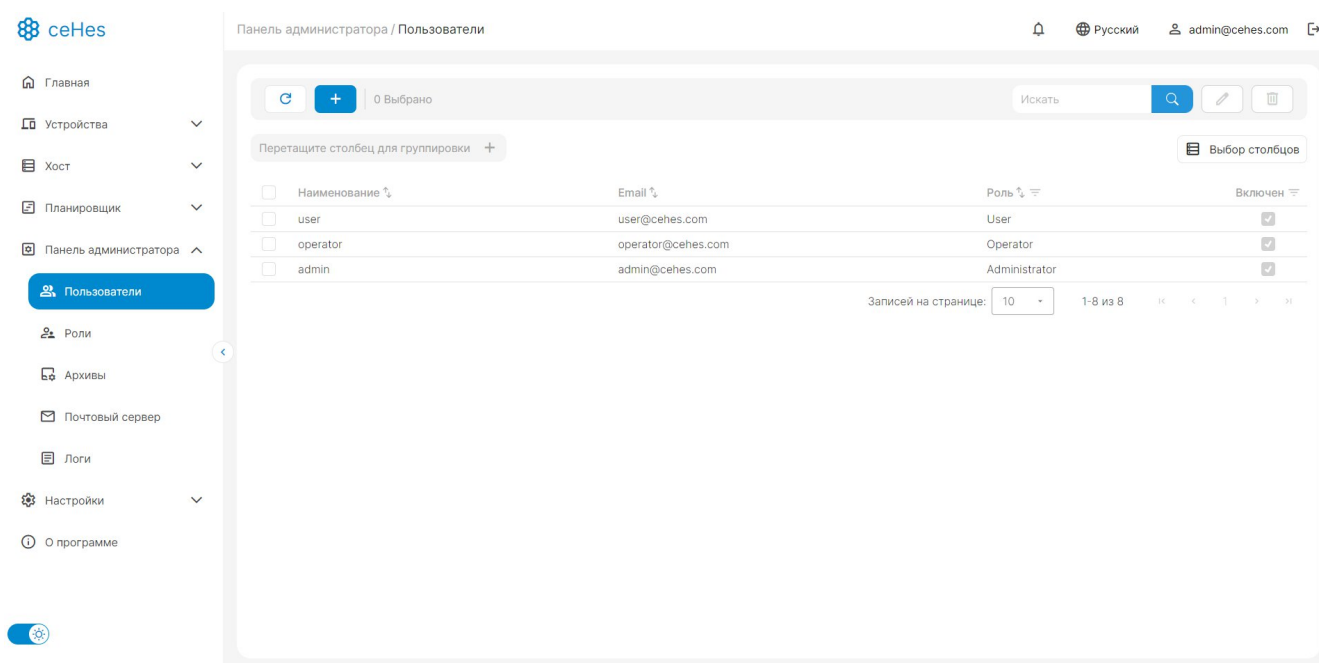 ceHes
Панель администратора / Пользователи
Русский
admin@cehes.com
Главная
Устройства
Хост
Планировщик
Панель администратора
Пользователи
Роли
Архивы
Почтовый сервер
Логи
Настройки
О программе
0 Выбрано
Искать
Перетащите столбец для группировки +
Выбор столбцов
Наименование Email Роль Включен
user user@cehes.com User
operator operator@cehes.com Operator
admin admin@cehes.com Administrator
Записей на странице: 10 1-8 из 8 1